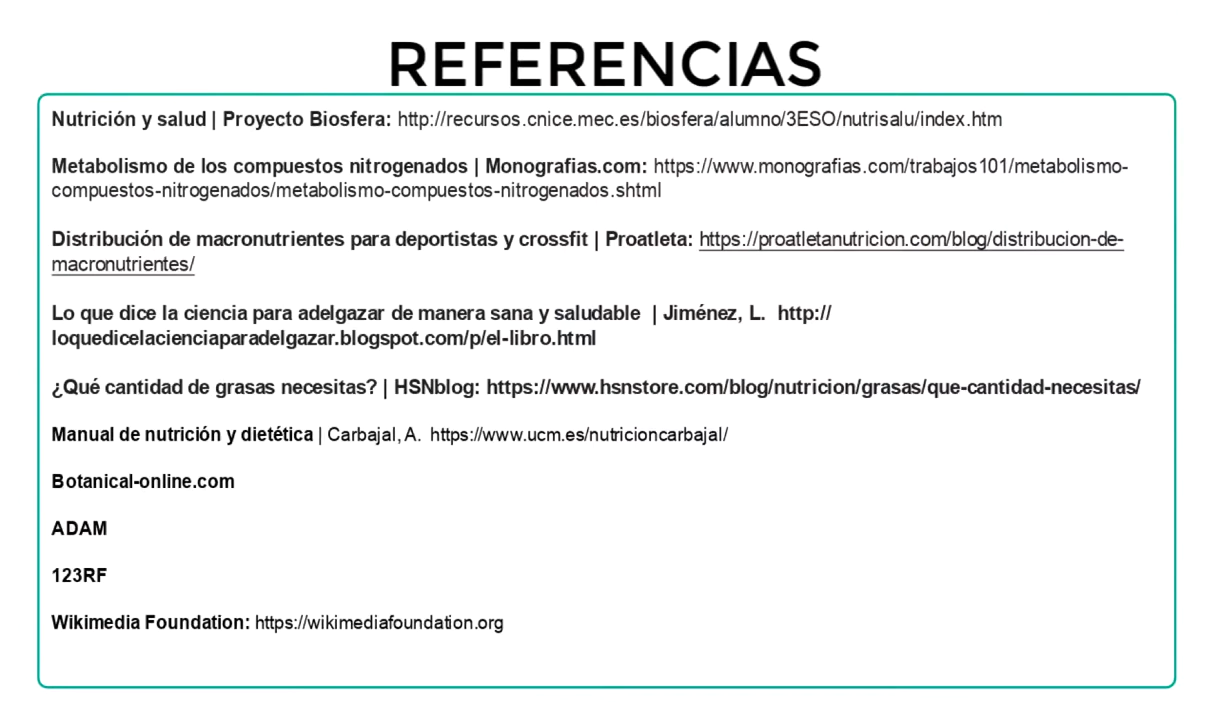 REFERENCIAS
Nutrición y salud | Proyecto Biosfera: http://recursos.cnice.mec.es/biosfera/alumno/3ESO/nutrisalu/index.htm
Metabolismo de los compuestos nitrogenados | Monografias.com: https://www.monografias.com/trabajos101/metabolismo-
compuestos-nitrogenados/metabolismo-compuestos-nitrogenados.shtml
Distribución de macronutrientes para deportistas y crossfit | Proatleta: https://proatletanutricion.com/blog/distribucion-de-
macronutrientes/
Lo que dice la ciencia para adelgazar de manera sana y saludable | Jiménez, L. http://
loquedicelacienciaparadelgazar.blogspot.com/p/el-libro.html
¿Qué cantidad de grasas necesitas? | HSNblog: https://www.hsnstore.com/blog/nutricion/grasas/que-cantidad-necesitas/
Manual de nutrición y dietética | Carbajal, A. https://www.ucm.es/nutricioncarbajal/
Botanical-online.com
ADAM
123RF
Wikimedia Foundation: https://wikimediafoundation.org